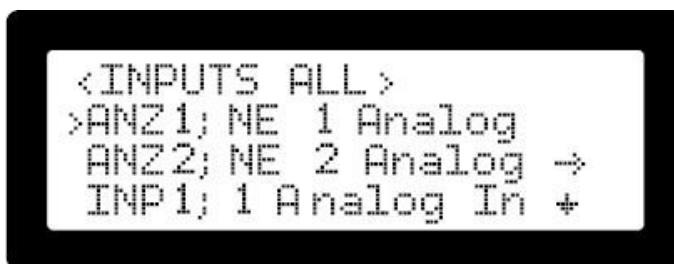 <INPUTS ALL>
>ANZ1; NE 1 Analog
ANZ2; NE 2 Analog →
INP1; 1 Analog In ↓